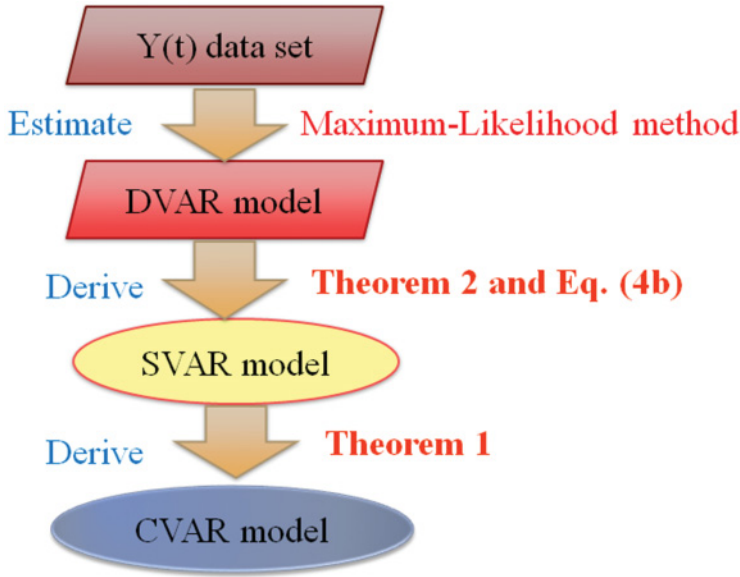 Y(t) data set
Estimate
Maximum-Likelihood method
DVAR model
Derive
Theorem 2 and Eq. (4b)
SVAR model
Derive
Theorem 1
CVAR model